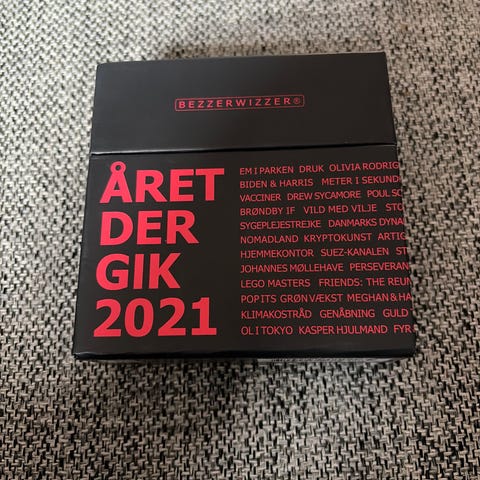 BEZZERWIZZER®
ÅRET
DER
GIK
2021
EM I PARKEN DRUK OLIVIA RODRIG
BIDEN & HARRIS METER I SEKUND
VACCINER DREW SYCAMORE POUL SC
BRØNDBY IF VILD MED VILJE STO
SYGEPLEJESTREJKE DANMARKS DYNA
NOMADLAND KRYPTOKUNST ARTIG
HJEMMEKONTOR SUEZ-KANALEN ST
JOHANNES MØLLEHAVE PERSEVERAN
LEGO MASTERS FRIENDS: THE REUN
POP ITS GRØN VÆKST MEGHAN & HA
KLIMAKOSTRÅD GENÅBNING GULD
OL I TOKYO KASPER HJULMAND FYR